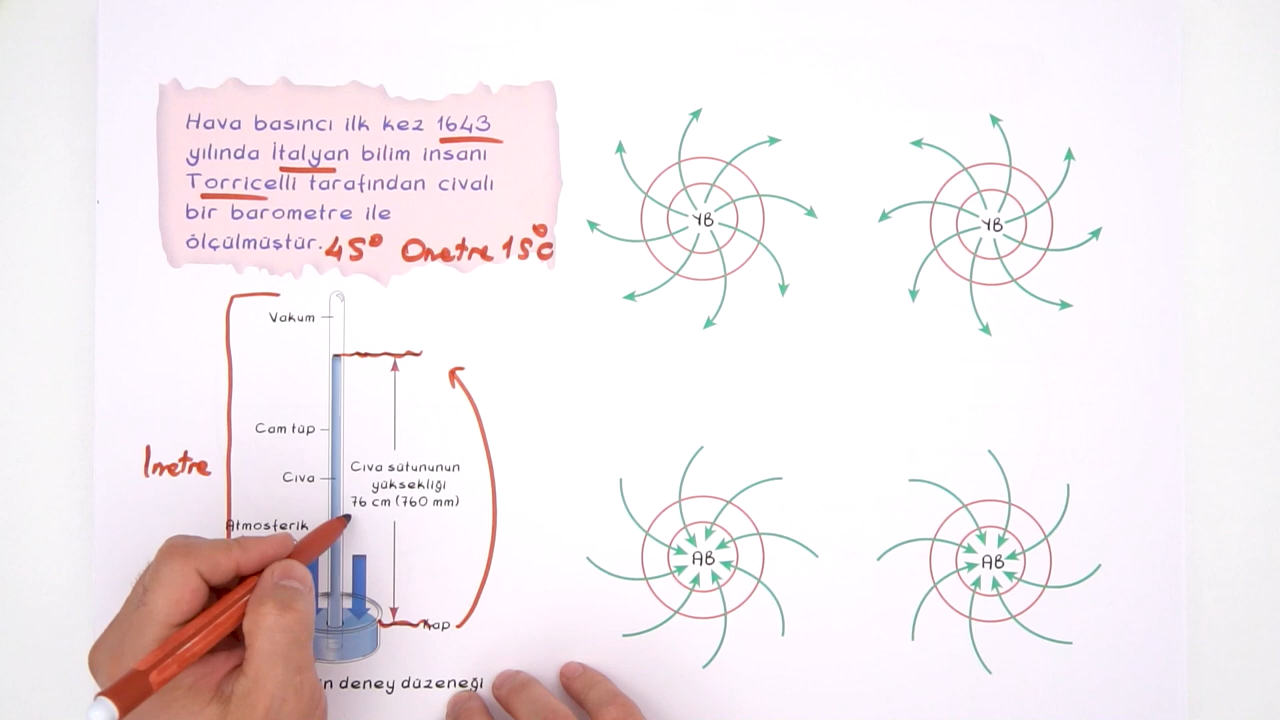 Hava basıncı ilk kez 1643
yılında İtalyan bilim insanı
Torricelli tarafından civalı
bir barometre ile
ölçülmüştür.
45° 0metre 15°C
Vakum
Cam tüp
Civa
1metre
Civa sütununun
yüksekliği
76 cm (760 mm)
Atmosferik
Kap
deney düzeneği
YB
YB
AB
AB